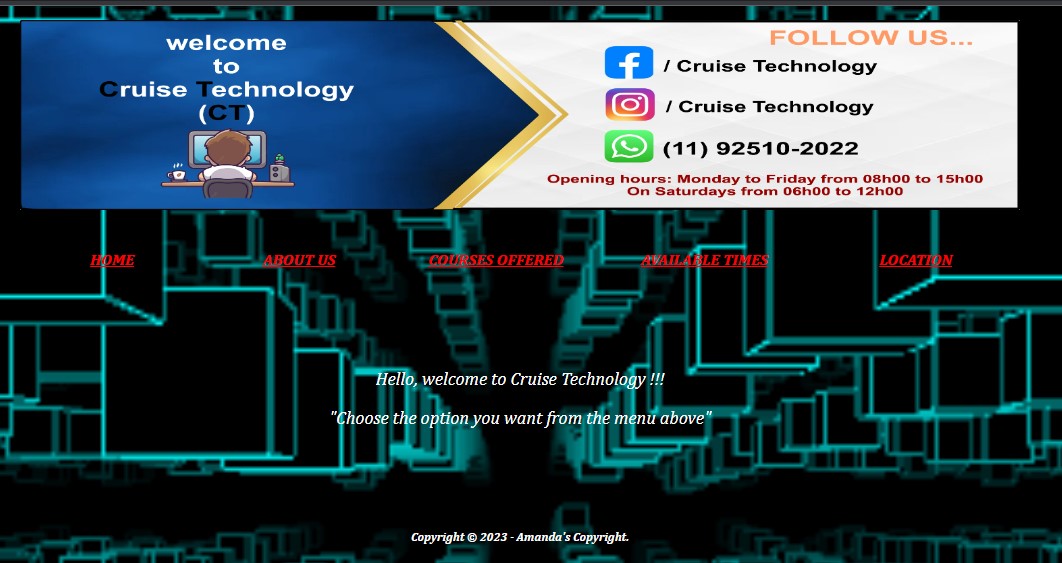 welcome
to
Cruise Technology
(CT)
FOLLOW US...
/ Cruise Technology
/ Cruise Technology
(11) 92510-2022
Opening hours: Monday to Friday from 08h00 to 15h00
On Saturdays from 06h00 to 12h00
HOME ABOUT US COURSES OFFERED AVAILABLE TIMES LOCATION
Hello, welcome to Cruise Technology !!!
"Choose the option you want from the menu above"
Copyright © 2023 - Amanda's Copyright.